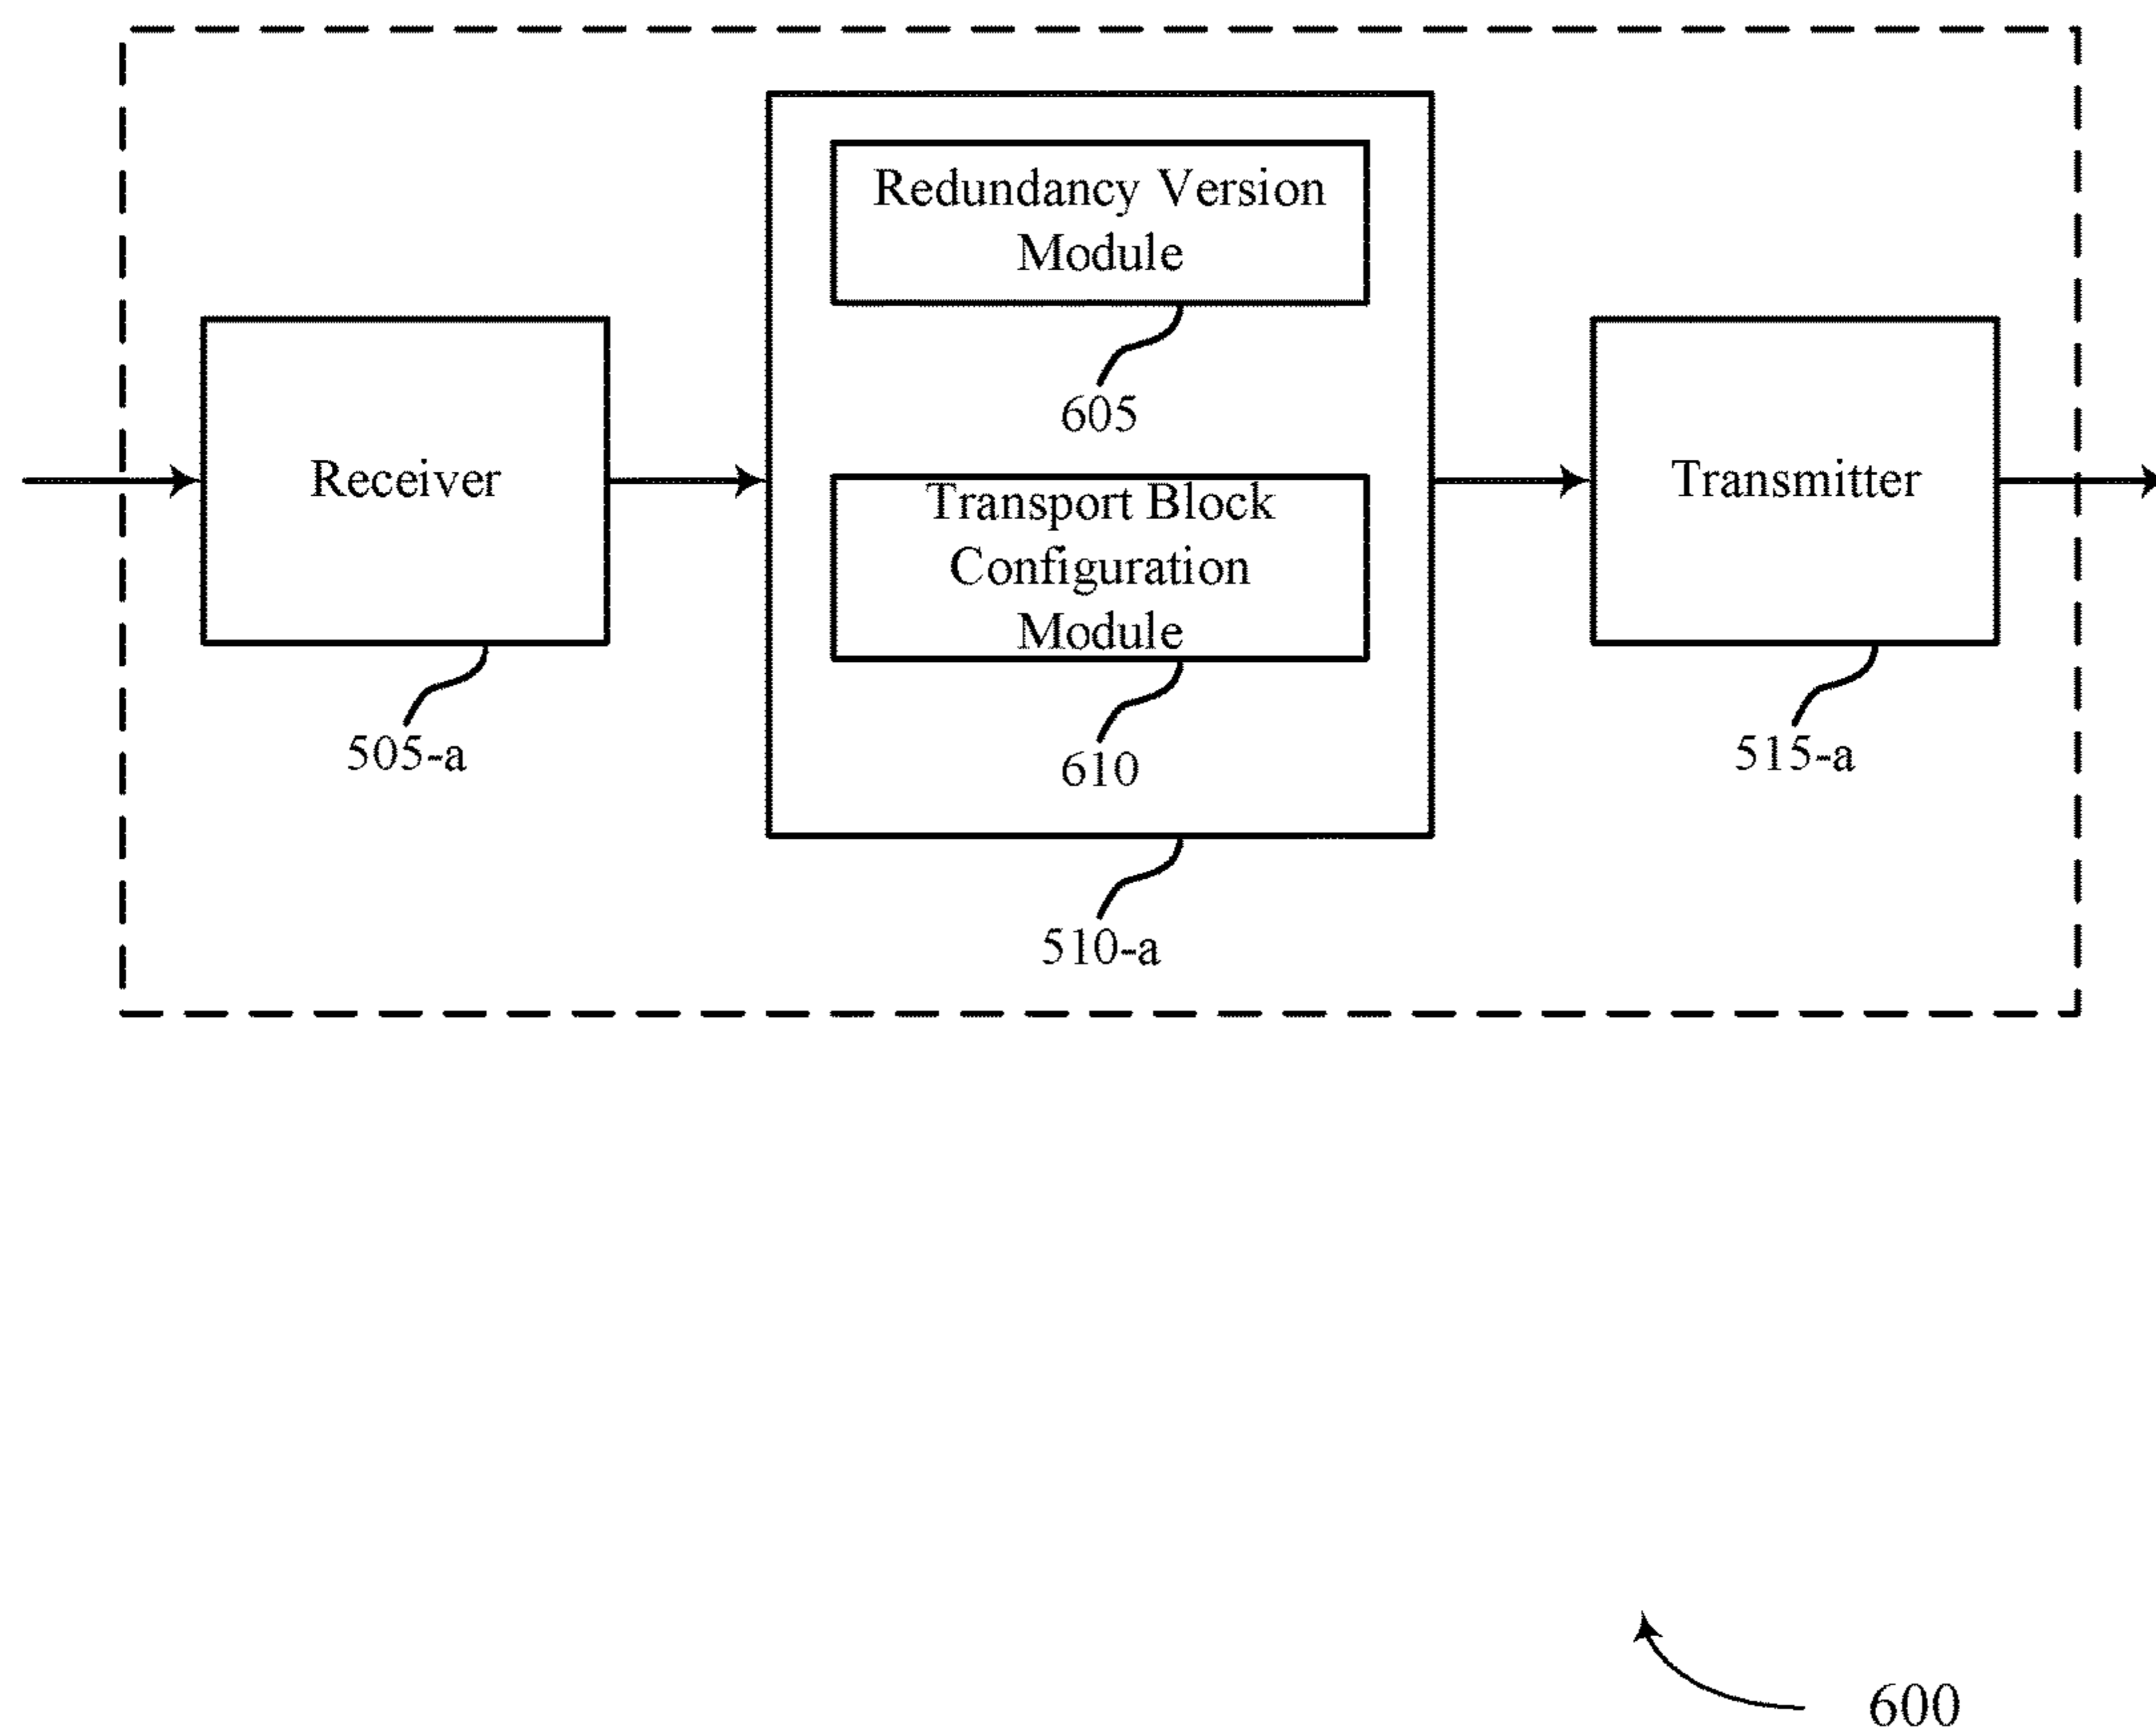 Redundancy Version
Module
605
Receiver
505-a
Transport Block
Configuration
Module
610
510-a
Transmitter
515-a
600